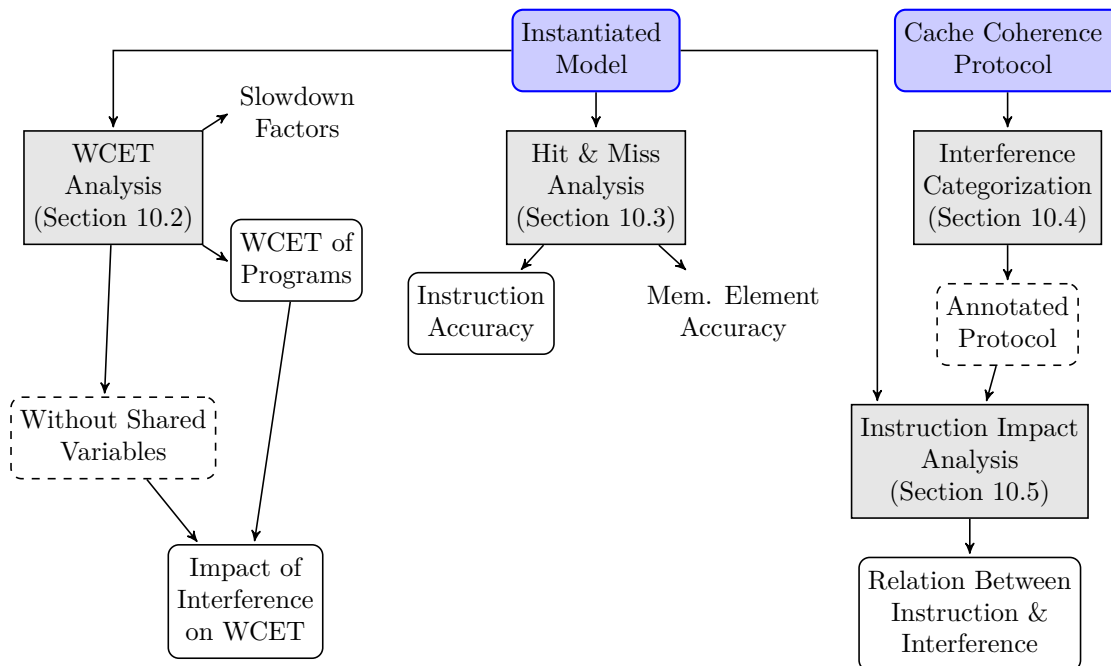 Instantiated
Model
Cache Coherence
Protocol
Slowdown
Factors
WCET
Analysis
(Section 10.2)
Hit & Miss
Analysis
(Section 10.3)
Interference
Categorization
(Section 10.4)
WCET of
Programs
Instruction
Accuracy
Mem. Element
Accuracy
Annotated
Protocol
Without Shared
Variables
Instruction Impact
Analysis
(Section 10.5)
Impact of
Interference
on WCET
Relation Between
Instruction &
Interference